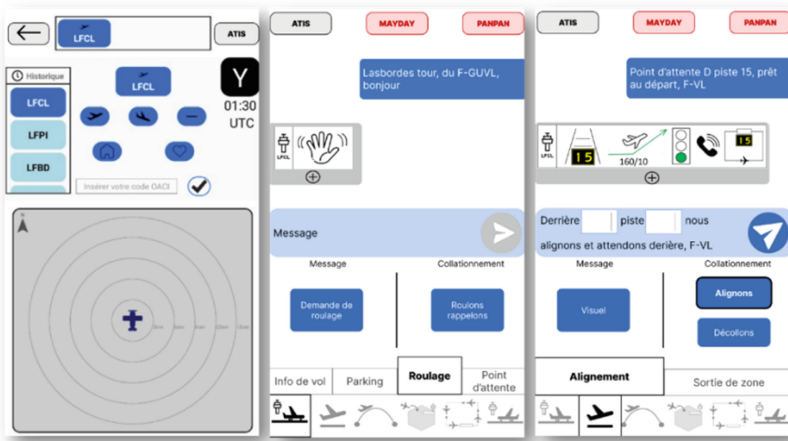 LFCL
ATIS
Historique
LFCL
LFPI
LFBD
LFCL
Y
01:30
UTC
Insérer votre code OACI
N
ATIS
MAYDAY
PANPAN
Lasbordes tour, du F-GUVL,
bonjour
LFCL
Message
Message
Collationnement
Demande de
roulage
Roulons
rappelons
Info de vol
Parking
Roulage
Point
d'attente
ATIS
MAYDAY
PANPAN
Point d'attente D piste 15, prêt
au départ, F-VL
LFCL
15
160/10
15
Derrière piste nous
alignons et attendons derière, F-VL
Message
Collationnement
Visuel
Alignons
Décollons
Alignement
Sortie de zone